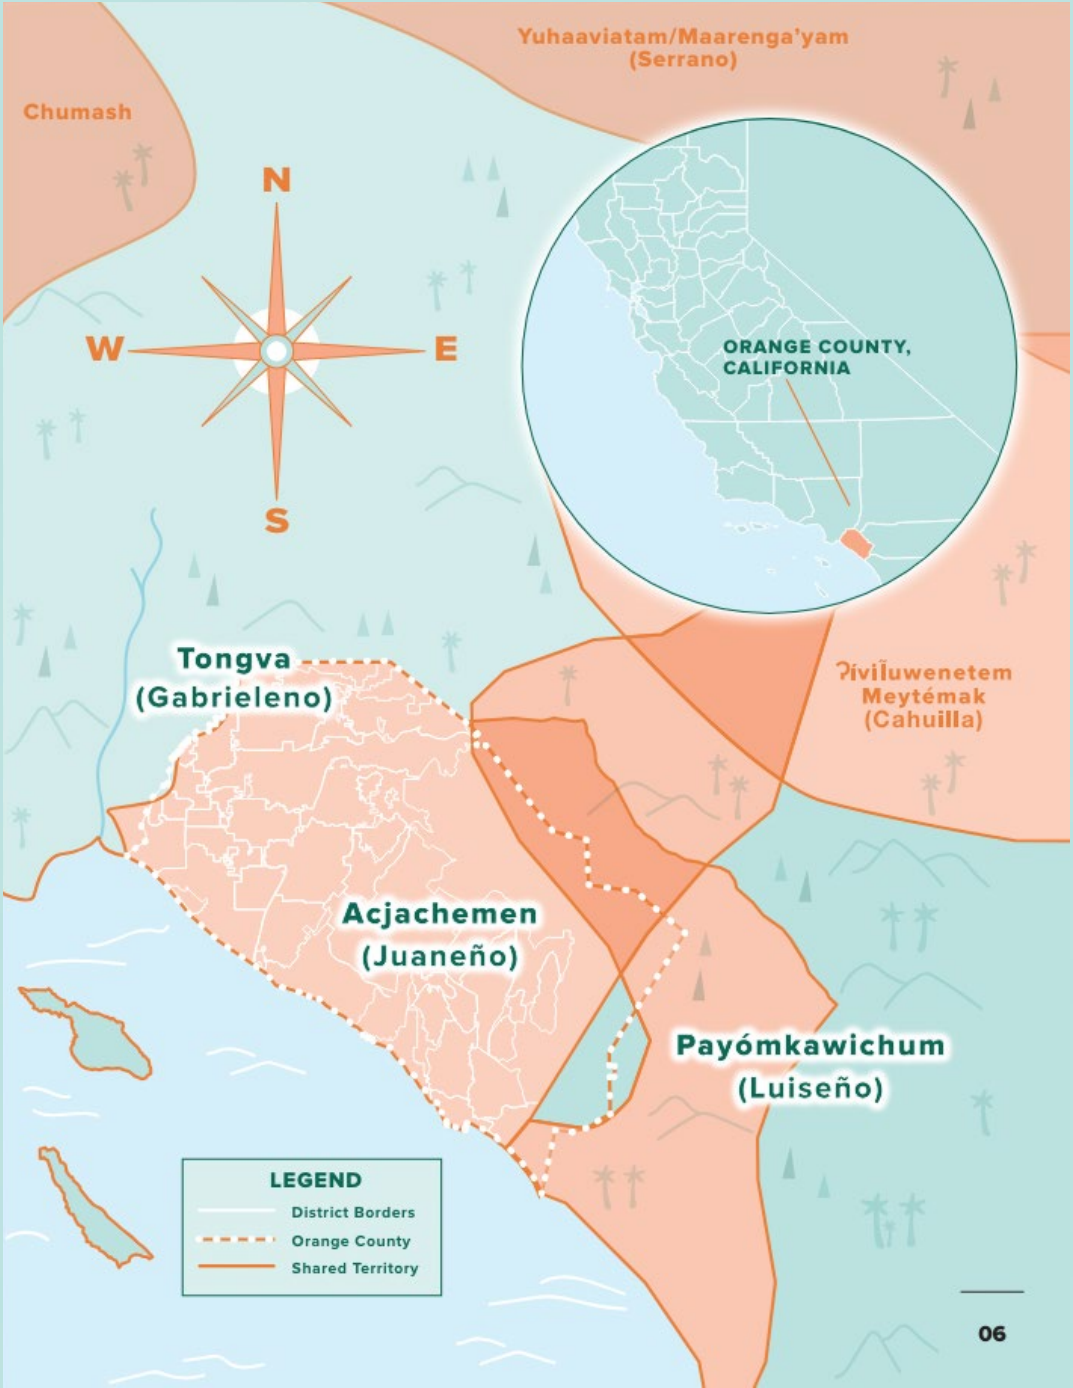 Yuhaaviatam/Maarenga'yam
(Serrano)
Chumash
N
W
E
S
ORANGE COUNTY,
CALIFORNIA
Tongva
(Gabrieleno)
ʔíviĨuwenetem
Meytémak
(Cahuilla)
Acjachemen
(Juaneño)
Payómkawichum
(Luiseño)
LEGEND
District Borders
Orange County
Shared Territory
06